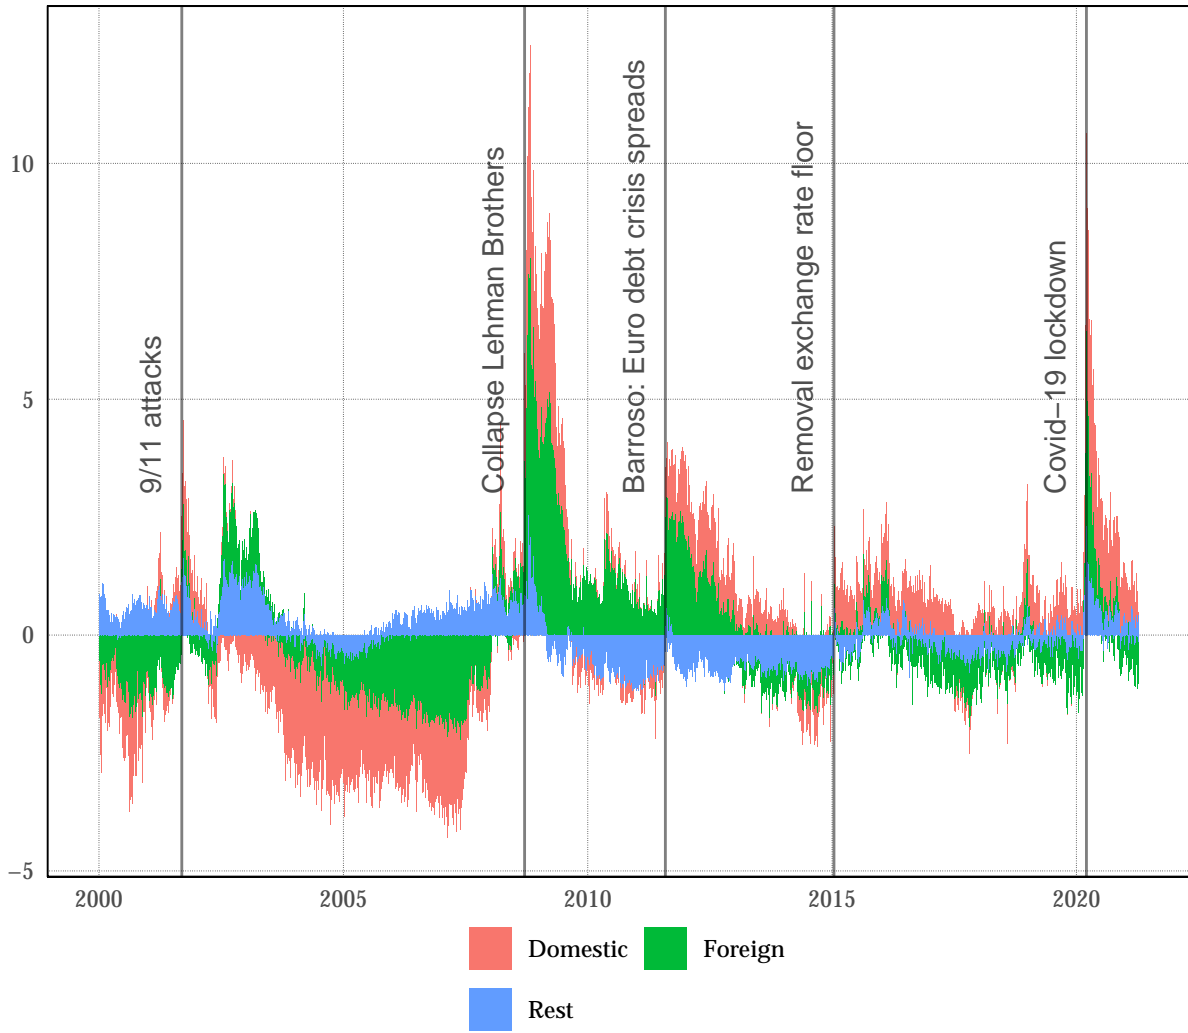 10
5
0
−5
9/11 attacks
Collapse Lehman Brothers
Barroso: Euro debt crisis spreads
Removal exchange rate floor
Covid−19 lockdown
2000 2005 2010 2015 2020
Domestic Foreign
Rest